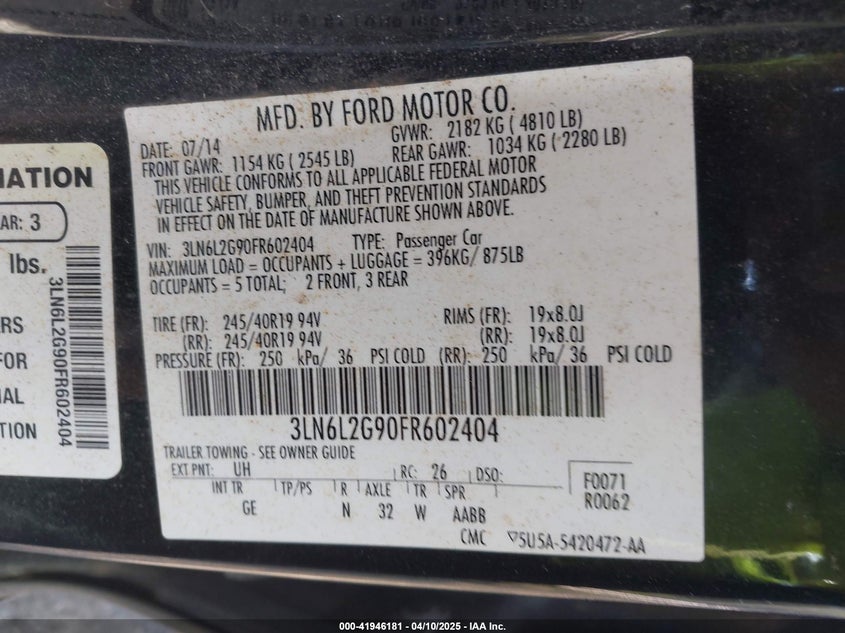 MFD. BY FORD MOTOR CO.
DATE: 07/14 GVWR: 2182 KG ( 4810 LB)
FRONT GAWR: 1154 KG ( 2545 LB) REAR GAWR: 1034 KG ( 2280 LB)
THIS VEHICLE CONFORMS TO ALL APPLICABLE FEDERAL MOTOR
VEHICLE SAFETY, BUMPER, AND THEFT PREVENTION STANDARDS
IN EFFECT ON THE DATE OF MANUFACTURE SHOWN ABOVE.
VIN: 3LN6L2G90FR602404 TYPE: Passenger Car
MAXIMUM LOAD = OCCUPANTS + LUGGAGE = 396KG/ 875LB
OCCUPANTS = 5 TOTAL; 2 FRONT, 3 REAR
TIRE (FR): 245/40R19 94V RIMS (FR): 19x8.0J
(RR): 245/40R19 94V (RR): 19x8.0J
PRESSURE (FR): 250 kPa/ 36 PSI COLD (RR): 250 kPa/ 36 PSI COLD
3LN6L2G90FR602404
TRAILER TOWING - SEE OWNER GUIDE
EXT PNT: UH RC: 26 DSO:
INT TR TP/PS R AXLE TR SPR
GE N 32 W AABB
F0071
R0062
CMC ▽5U5A-5420472-AA
MATION
AR: 3
lbs.
ERS
FOR
AL
TION
3LN6L2G90FR602404
000-41946181 - 04/10/2025 - IAA Inc.